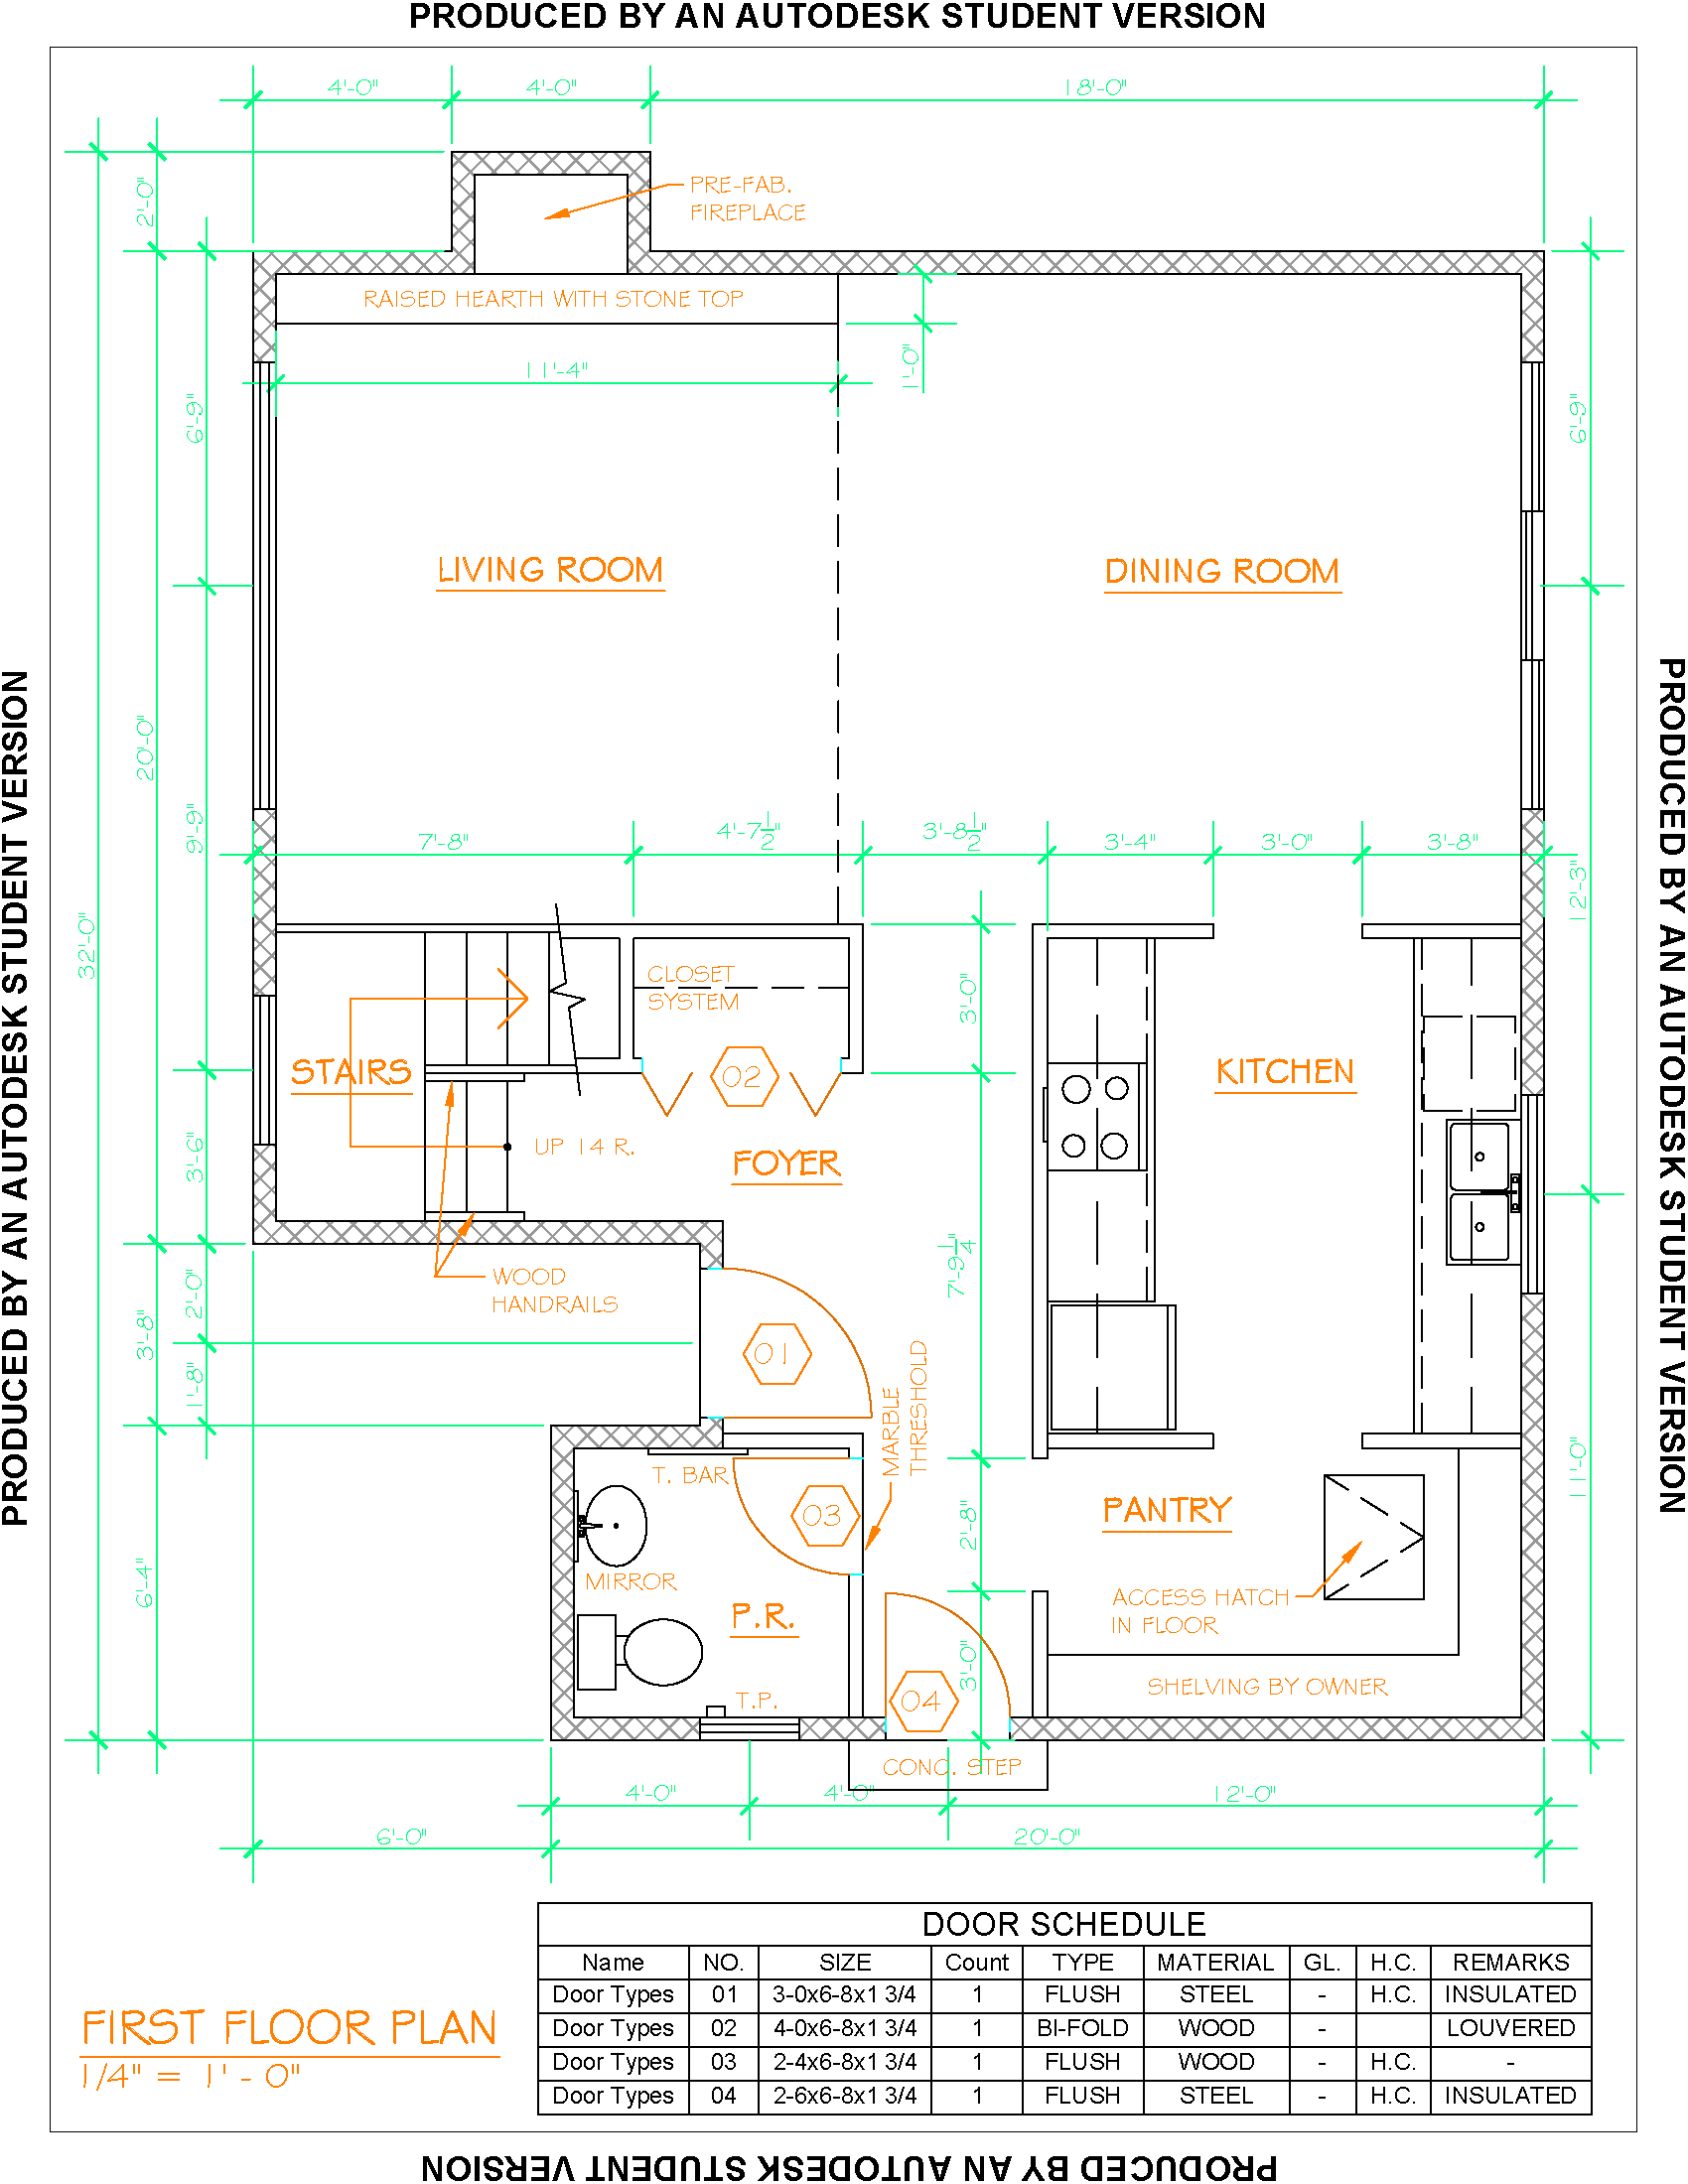 PRODUCED BY AN AUTODESK STUDENT VERSION
4'-0" 4'-0" 18'-0"
PRE-FAB.
FIREPLACE
2'-0"
RAISED HEARTH WITH STONE TOP
1'-0"
11'-4"
6'-9" 6'-9"
LIVING ROOM DINING ROOM
PRODUCED BY AN AUTODESK STUDENT VERSION
PRODUCED BY AN AUTODESK STUDENT VERSION
20'-0"
9'-9"
7'-8" 4'-7 1/2" 3'-8 1/2" 3'-4" 3'-0" 3'-8"
12'-3"
32'-0"
CLOSET
SYSTEM
3'-0"
STAIRS 02 KITCHEN
UP 14 R.
3'-6"
FOYER
7'-9 1/4"
WOOD
HANDRAILS
2'-0"
3'-8"
1'-8"
01
MARBLE
THRESHOLD
T. BAR
11'-0"
03
PANTRY
2'-8"
MIRROR
6'-4"
P.R.
ACCESS HATCH
IN FLOOR
3'-0"
T.P.
04
SHELVING BY OWNER
CONC. STEP
4'-0" 4'-0" 12'-0"
6'-0" 20'-0"
DOOR SCHEDULE
Name NO. SIZE Count TYPE MATERIAL GL. H.C. REMARKS
Door Types 01 3-0x6-8x1 3/4 1 FLUSH STEEL - H.C. INSULATED
Door Types 02 4-0x6-8x1 3/4 1 BI-FOLD WOOD - LOUVERED
Door Types 03 2-4x6-8x1 3/4 1 FLUSH WOOD - H.C. -
Door Types 04 2-6x6-8x1 3/4 1 FLUSH STEEL - H.C. INSULATED
FIRST FLOOR PLAN
1/4" = 1' - 0"
PRODUCED BY AN AUTODESK STUDENT VERSION